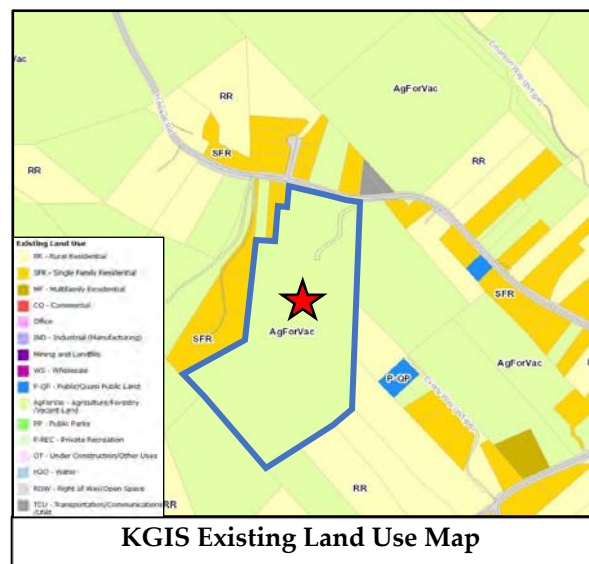 /ac
AgForVac
RR
SFR
RR
RR
SFR
AgForVac
SFR
P-QP
AgForVac
RR
RR
Existing Land Use
RR - Rural Residential
SFR - Single Family Residential
MF - Multifamily Residential
CO - Commercial
Office
IND - Industrial (Manufacturing)
Mining and Landfills
WS - Wholesale
P-QP - Public/Quasi Public Land
AgForVac - Agriculture/Forestry
/Vacant Land
PP - Public Parks
P-REC - Private Recreation
OT - Under Construction/Other Uses
H2O - Water
ROW - Right of Way/Open Space
TCU - Transportation/Communications
/Utilit
KGIS Existing Land Use Map